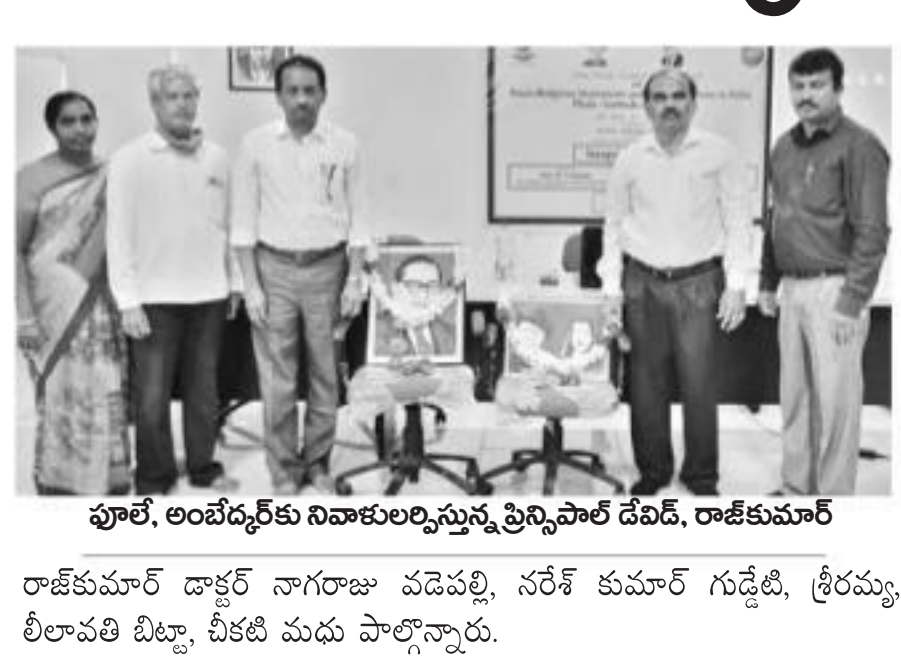 ఫూలే, అంబేద్కర్‌కు నివాళులర్పిస్తున్న ప్రిన్సిపాల్ డేవిడ్, రాజ్‌కుమార్
రాజ్‌కుమార్ డాక్టర్ నాగరాజు వడెపల్లి, నరేశ్ కుమార్ గుడ్డేటి, శ్రీరమ్య,
లీలావతి బిట్టా, చీకటి మధు పాల్గొన్నారు.